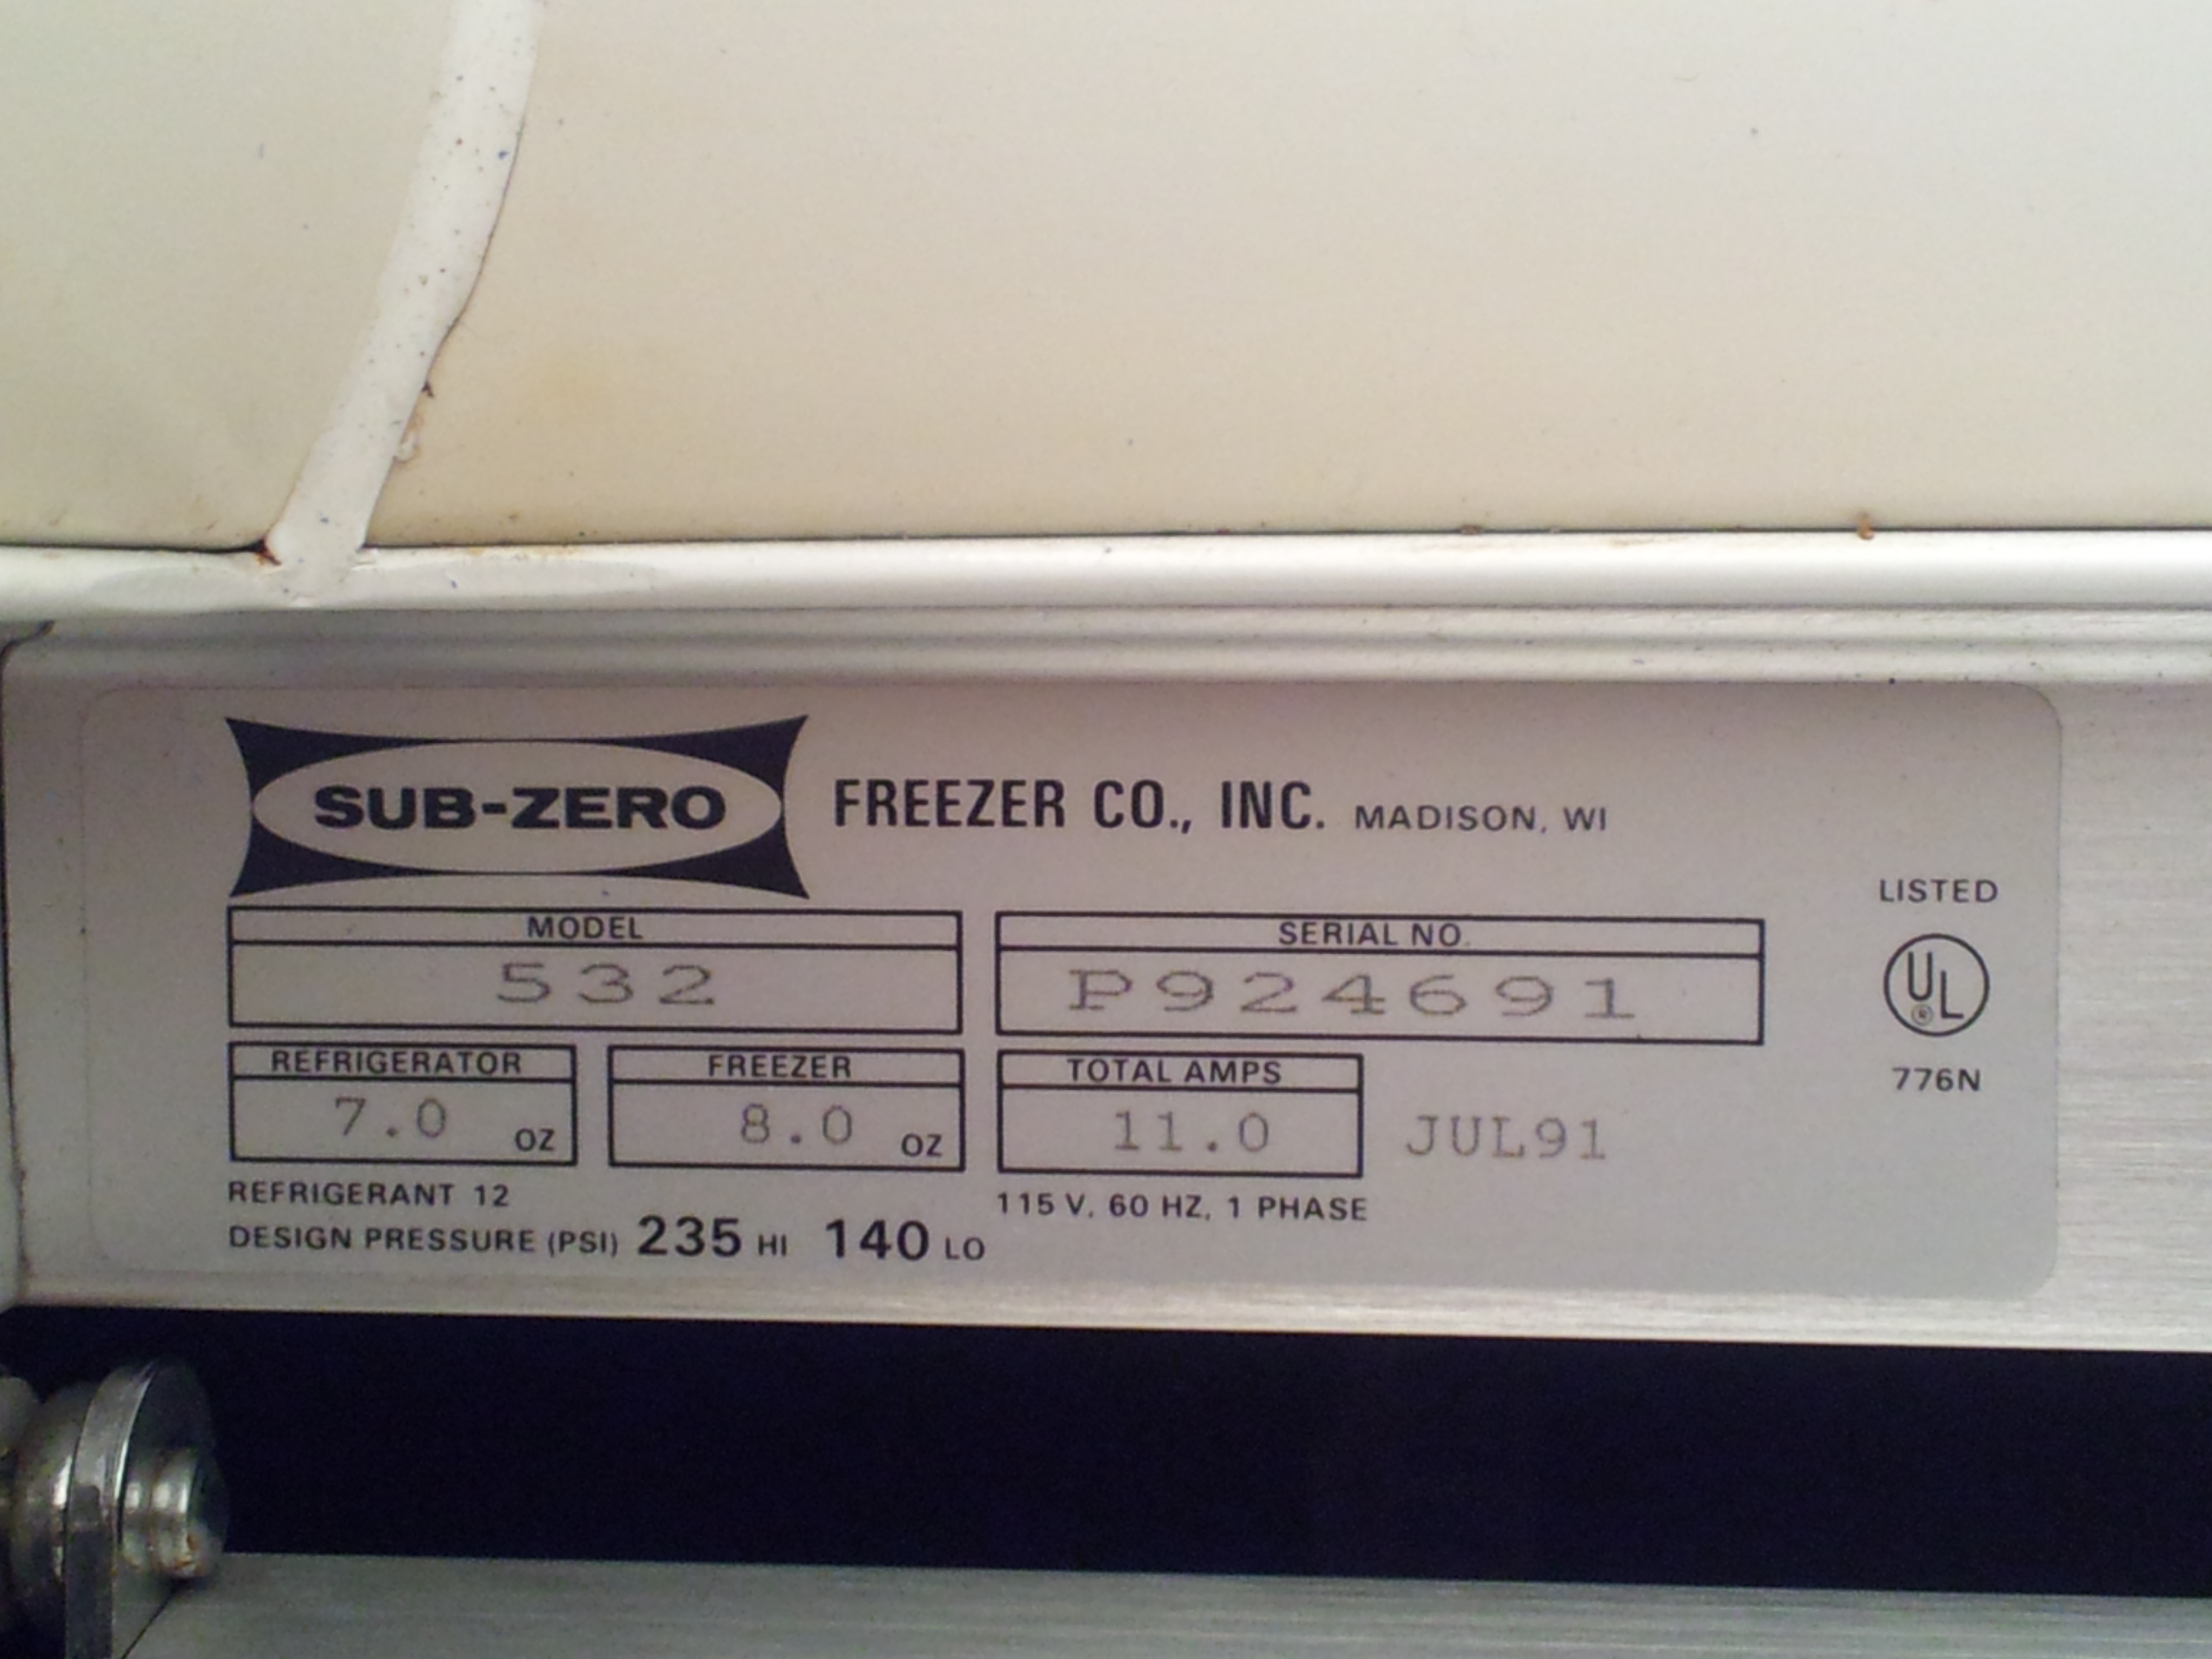 SUB-ZERO FREEZER CO., INC. MADISON, WI
LISTED
UL ®
776N
MODEL
532
SERIAL NO.
P924691
REFRIGERATOR
7.0 OZ
FREEZER
8.0 OZ
TOTAL AMPS
11.0
JUL91
REFRIGERANT 12
115 V, 60 HZ, 1 PHASE
DESIGN PRESSURE (PSI) 235 HI 140 LO